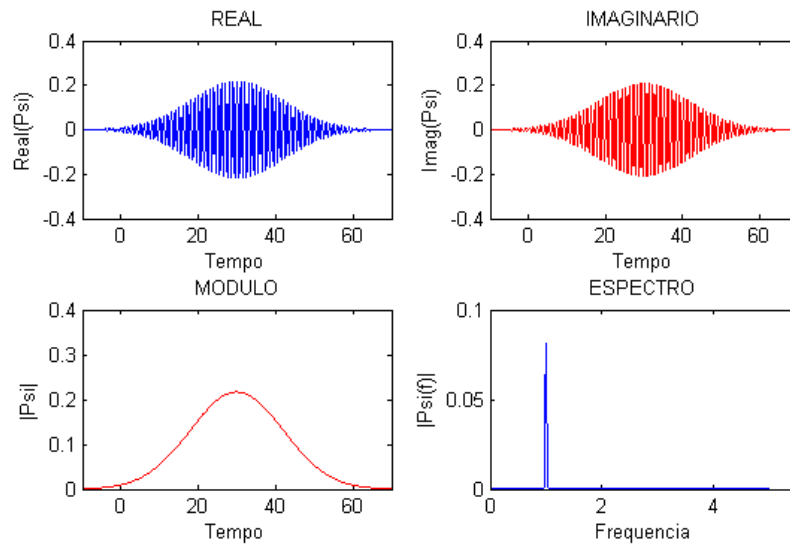 REAL
0.4
0.2
0
-0.2
-0.4
Real(Psi)
0 20 40 60
Tempo
IMAGINARIO
0.4
0.2
0
-0.2
-0.4
Imag(Psi)
0 20 40 60
Tempo
MODULO
0.4
0.3
0.2
0.1
0
|Psi|
0 20 40 60
Tempo
ESPECTRO
0.1
0.05
0
|Psi(f)|
0 2 4
Frequencia